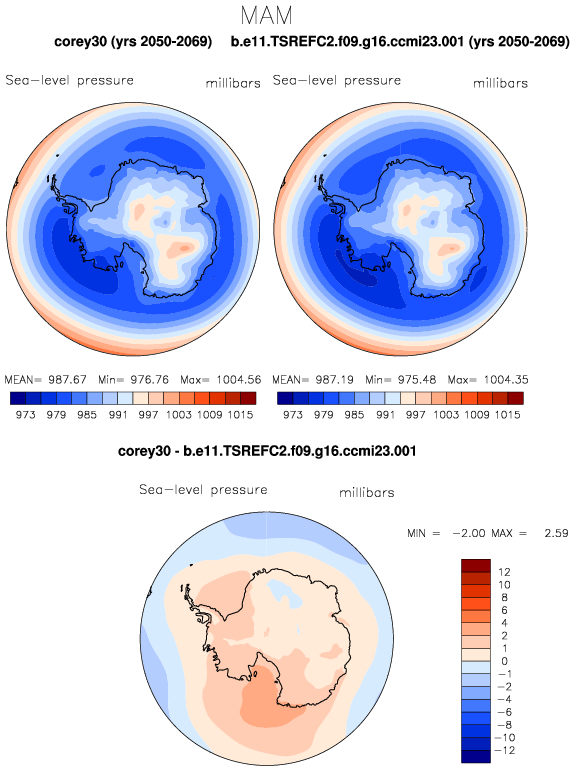 MAM
corey30 (yrs 2050-2069) b.e11.TSREFC2.f09.g16.ccmi23.001 (yrs 2050-2069)
Sea-level pressure millibars Sea-level pressure millibars
MEAN= 987.67 Min= 976.76 Max= 1004.56 MEAN= 987.19 Min= 975.48 Max= 1004.35
973 979 985 991 997 1003 1009 1015 973 979 985 991 997 1003 1009 1015
corey30 - b.e11.TSREFC2.f09.g16.ccmi23.001
Sea-level pressure millibars
MIN = -2.00 MAX = 2.59
12
10
8
6
4
2
1
0
-1
-2
-4
-6
-8
-10
-12